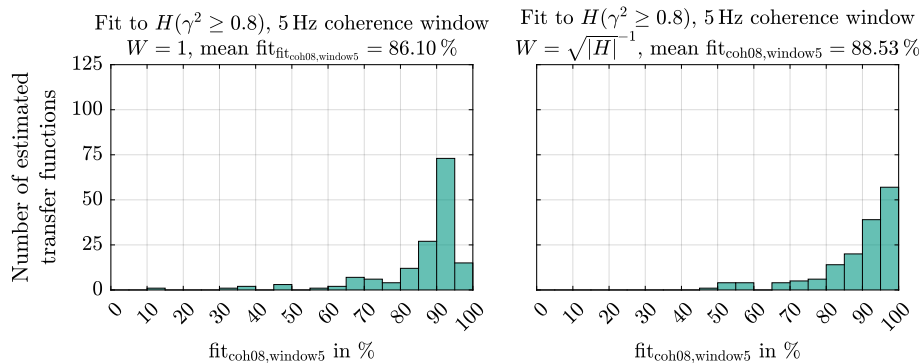 Fit to H(γ² ≥ 0.8), 5 Hz coherence window
W = 1, mean fit_fit_coh08,window5 = 86.10 %
Fit to H(γ² ≥ 0.8), 5 Hz coherence window
W = √|H|⁻¹, mean fit_coh08,window5 = 88.53 %
Number of estimated
transfer functions
125
100
75
50
25
0
0 10 20 30 40 50 60 70 80 90 100
0 10 20 30 40 50 60 70 80 90 100
fit_coh08,window5 in %
fit_coh08,window5 in %